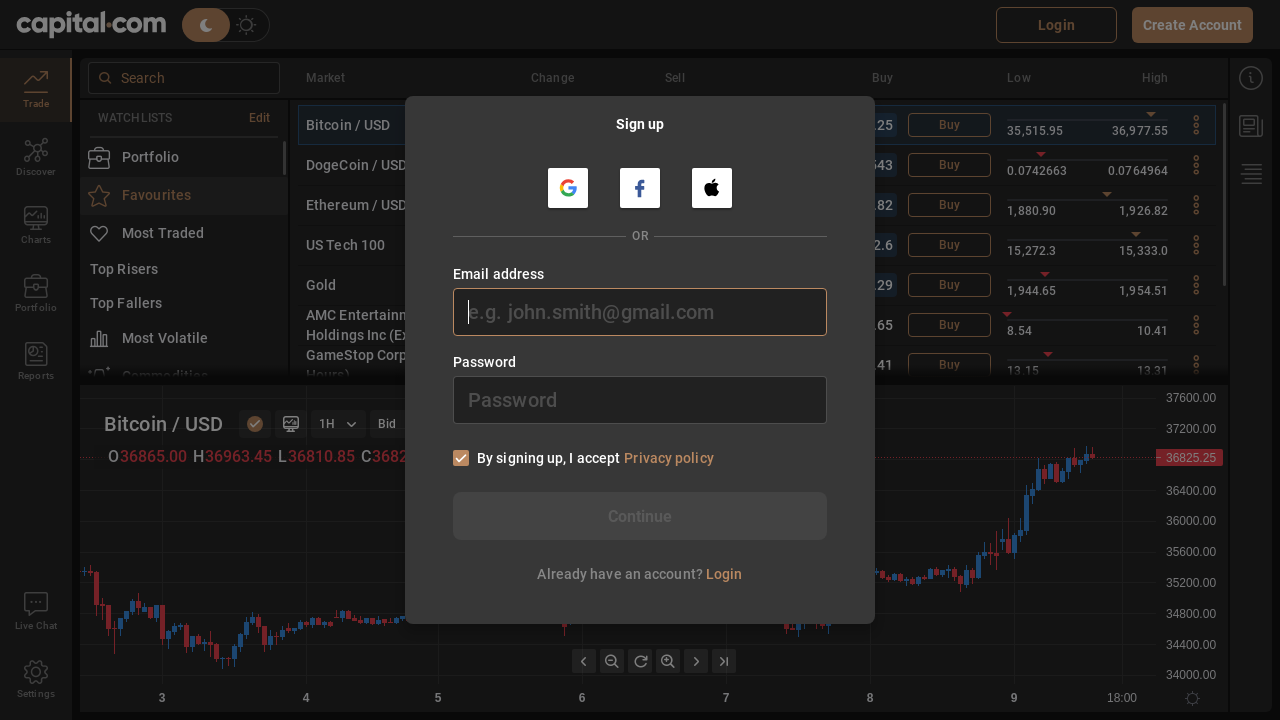 capital.com
Login
Create Account
Trade
Discover
Charts
Portfolio
Reports
Live Chat
Settings
Search
WATCHLISTS
Edit
Portfolio
Favourites
Most Traded
Top Risers
Top Fallers
Most Volatile
Commodities
Market
Change
Sell
Buy
Low
High
Bitcoin / USD
.25
Buy
35,515.95
36,977.55
DogeCoin / USD
543
Buy
0.0742663
0.0764964
Ethereum / USD
.82
Buy
1,880.90
1,926.82
US Tech 100
2.6
Buy
15,272.3
15,333.0
Gold
.29
Buy
1,944.65
1,954.51
AMC Entertainm
Holdings Inc (Ex
.65
Buy
8.54
10.41
GameStop Corp
Hours)
.41
Buy
13.15
13.31
Sign up
OR
Email address
e.g. john.smith@gmail.com
Password
Password
By signing up, I accept Privacy policy
Continue
Already have an account? Login
Bitcoin / USD
1H
Bid
O36865.00 H36963.45 L36810.85 C3682
37600.00
37200.00
36825.25
36400.00
36000.00
35600.00
35200.00
34800.00
34400.00
34000.00
3
4
5
6
7
8
9
18:00